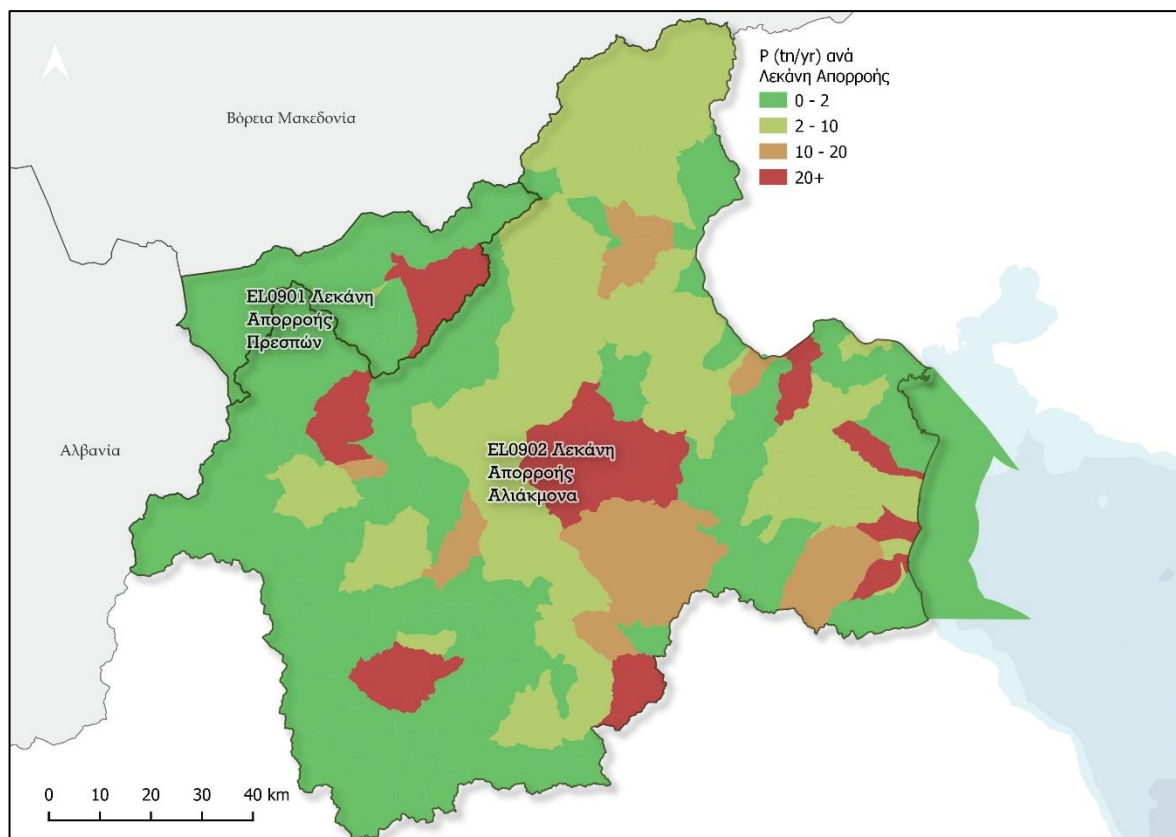 P (tn/yr) ανά
Λεκάνη Απορροής
0 - 2
2 - 10
10 - 20
20+
Βόρεια Μακεδονία
EL0901 Λεκάνη
Απορροής
Πρεσπών
Αλβανία
EL0902 Λεκάνη
Απορροής
Αλιάκμονα
0 10 20 30 40 km